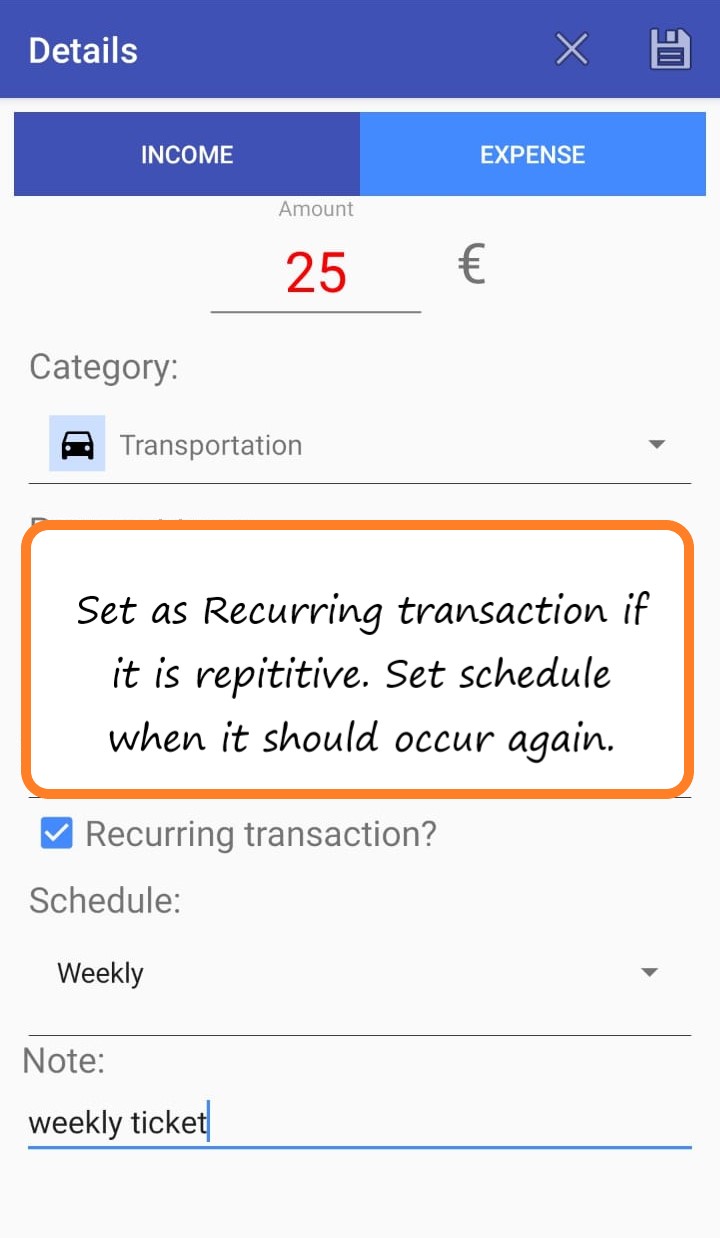 Details
INCOME
EXPENSE
Amount
25 €
Category:
Transportation
Set as Recurring transaction if
it is repititive. Set schedule
when it should occur again.
Recurring transaction?
Schedule:
Weekly
Note:
weekly ticket